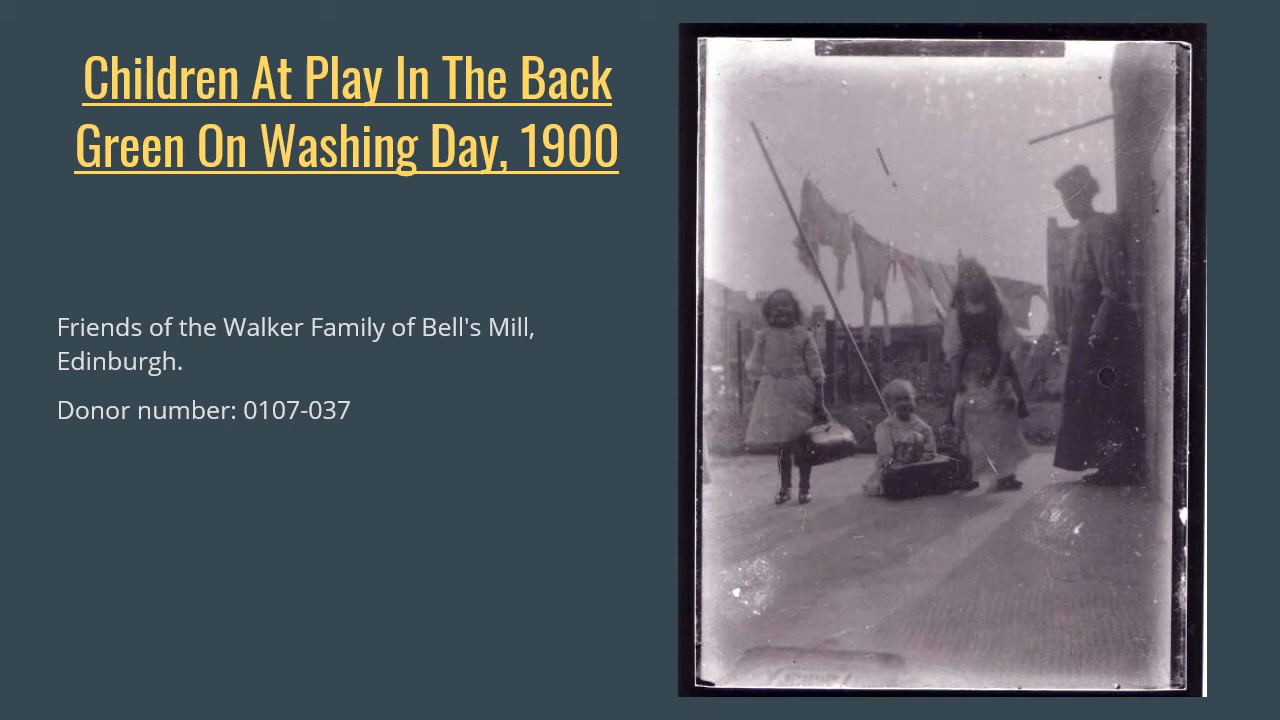 Children At Play In The Back
Green On Washing Day, 1900
Friends of the Walker Family of Bell's Mill,
Edinburgh.
Donor number: 0107-037